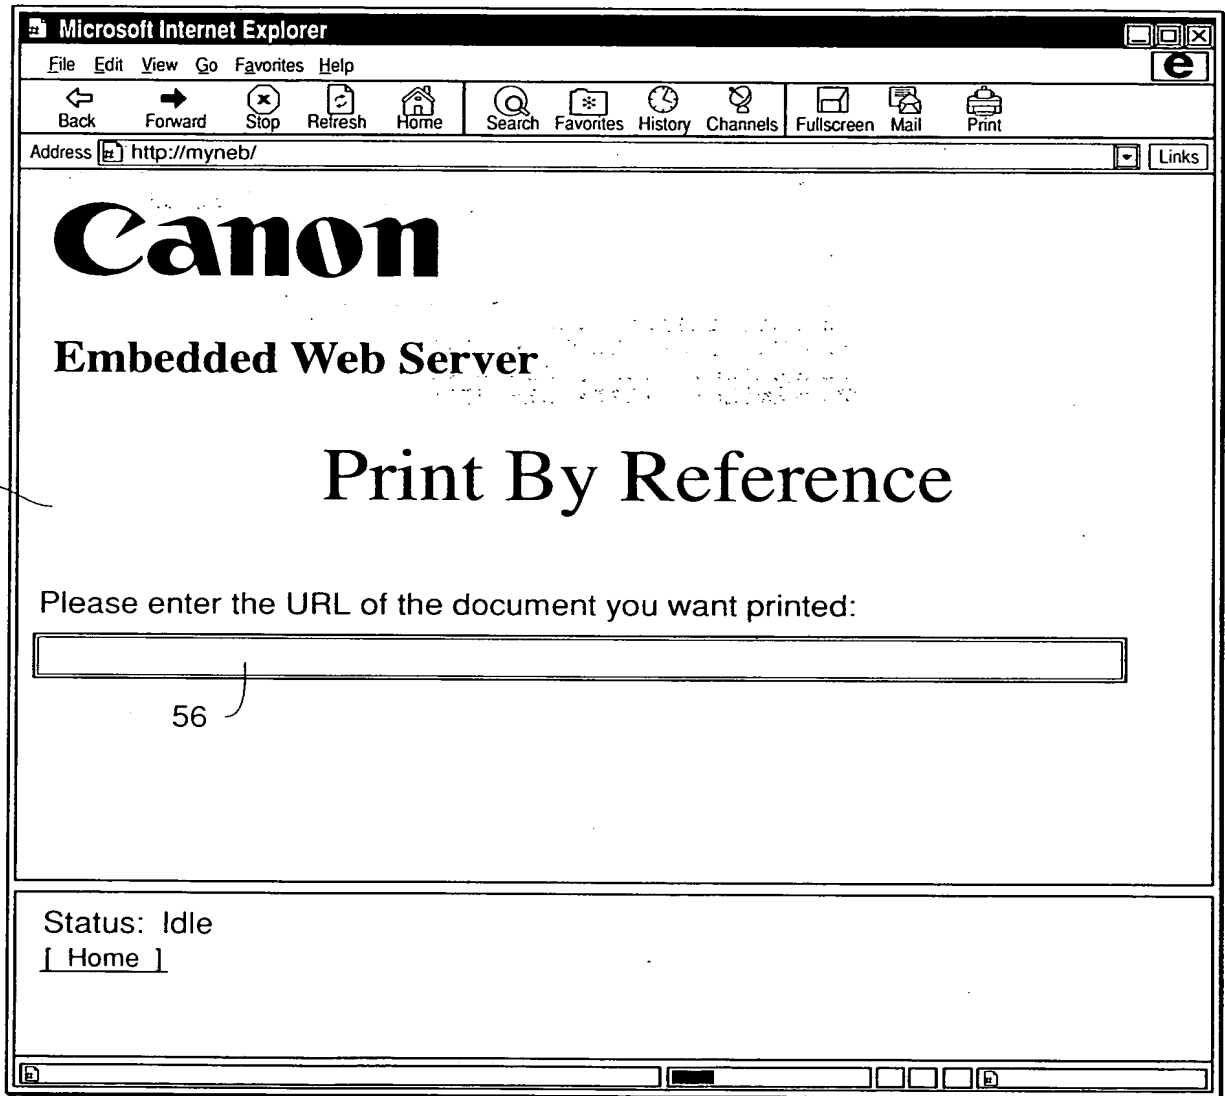 Microsoft Internet Explorer
File Edit View Go Favorites Help
e
Back Forward Stop Refresh Home Search Favorites History Channels Fullscreen Mail Print
Address http://myneb/ Links
Canon
Embedded Web Server
Print By Reference
Please enter the URL of the document you want printed:
56
Status: Idle
[ Home ]